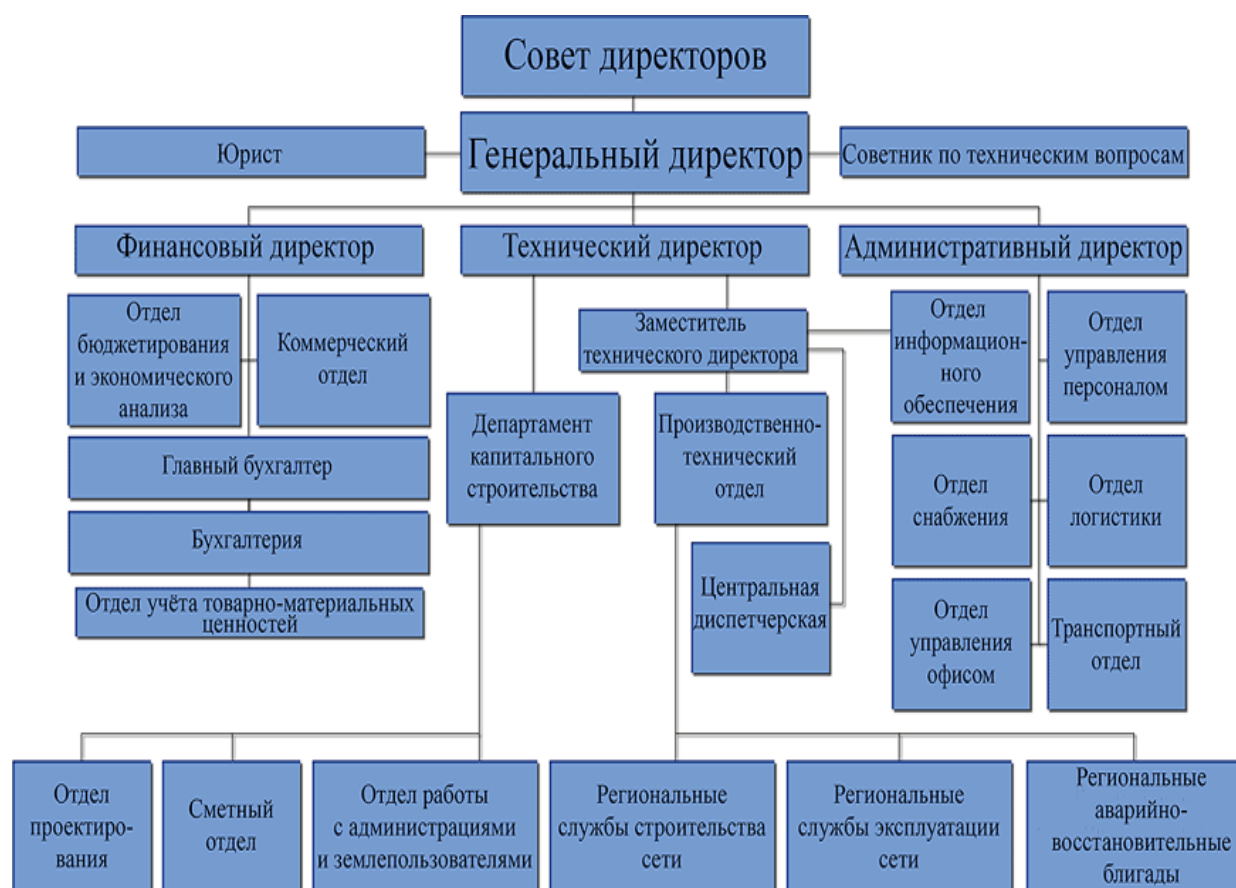 Совет директоров
Юрист
Генеральный директор
Советник по техническим вопросам
Финансовый директор
Технический директор
Административный директор
Отдел
бюджетирования
и экономического
анализа
Коммерческий
отдел
Заместитель
технического директора
Отдел
информацион-
ного
обеспечения
Отдел
управления
персоналом
Главный бухгалтер
Департамент
капитального
строительства
Производственно-
технический
отдел
Отдел
снабжения
Отдел
логистики
Бухгалтерия
Отдел учёта товарно-материальных
ценностей
Центральная
диспетчерская
Отдел
управления
офисом
Транспортный
отдел
Отдел
проектиро-
вания
Сметный
отдел
Отдел работы
с администрациями
и землепользователями
Региональные
службы строительства
сети
Региональные
службы эксплуатации
сети
Региональные
аварийно-
восстановительные
блигады